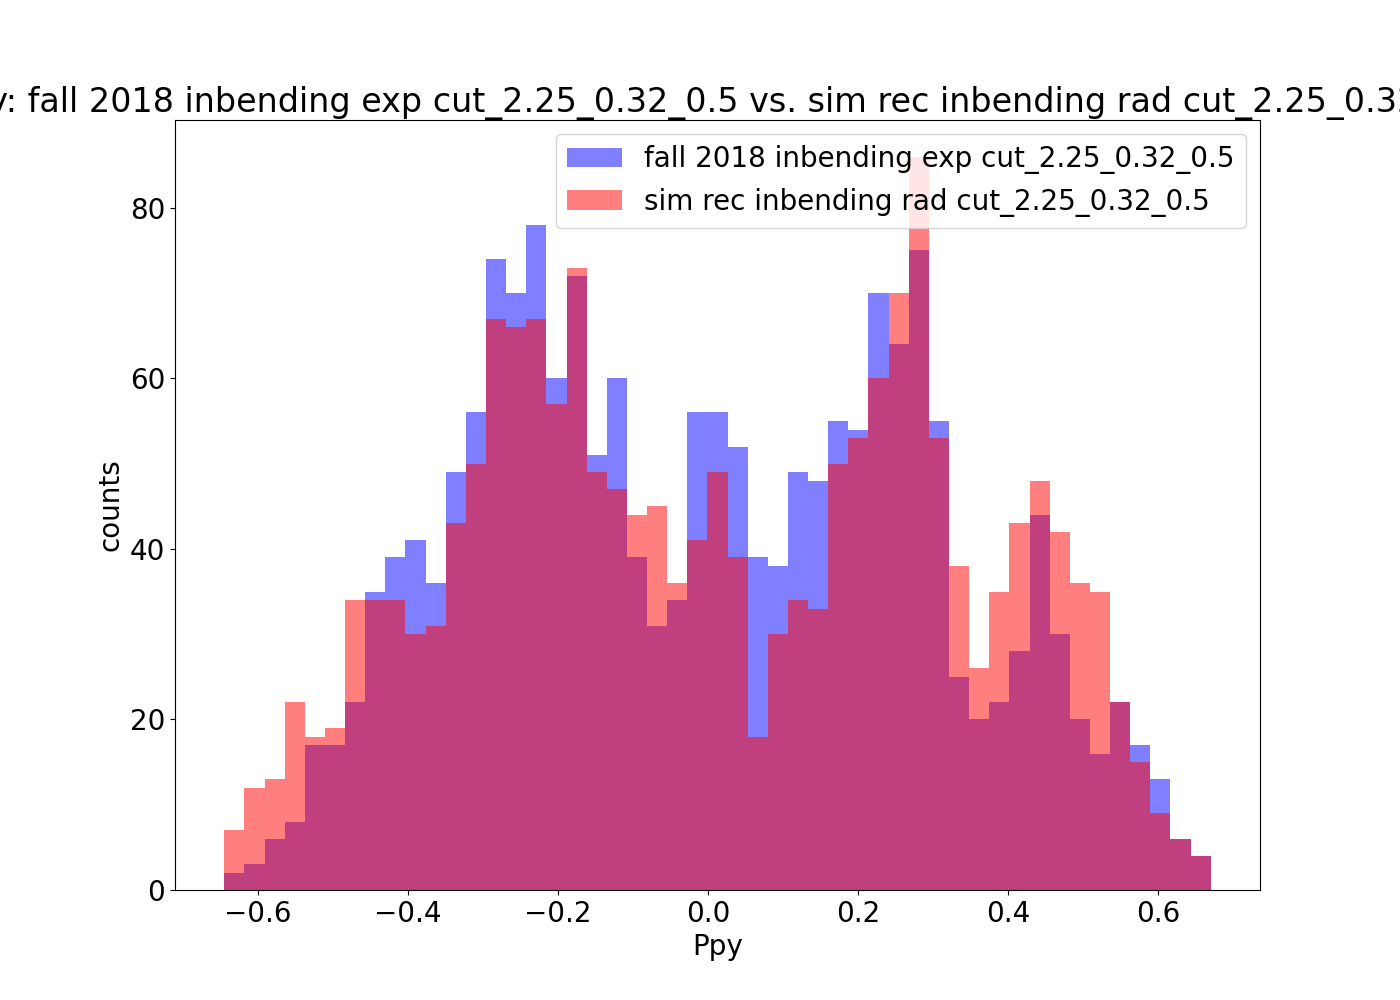 y: fall 2018 inbending exp cut_2.25_0.32_0.5 vs. sim rec inbending rad cut_2.25_0.3
fall 2018 inbending exp cut_2.25_0.32_0.5
sim rec inbending rad cut_2.25_0.32_0.5
counts
80
60
40
20
0
−0.6 −0.4 −0.2 0.0 0.2 0.4 0.6
Ppy